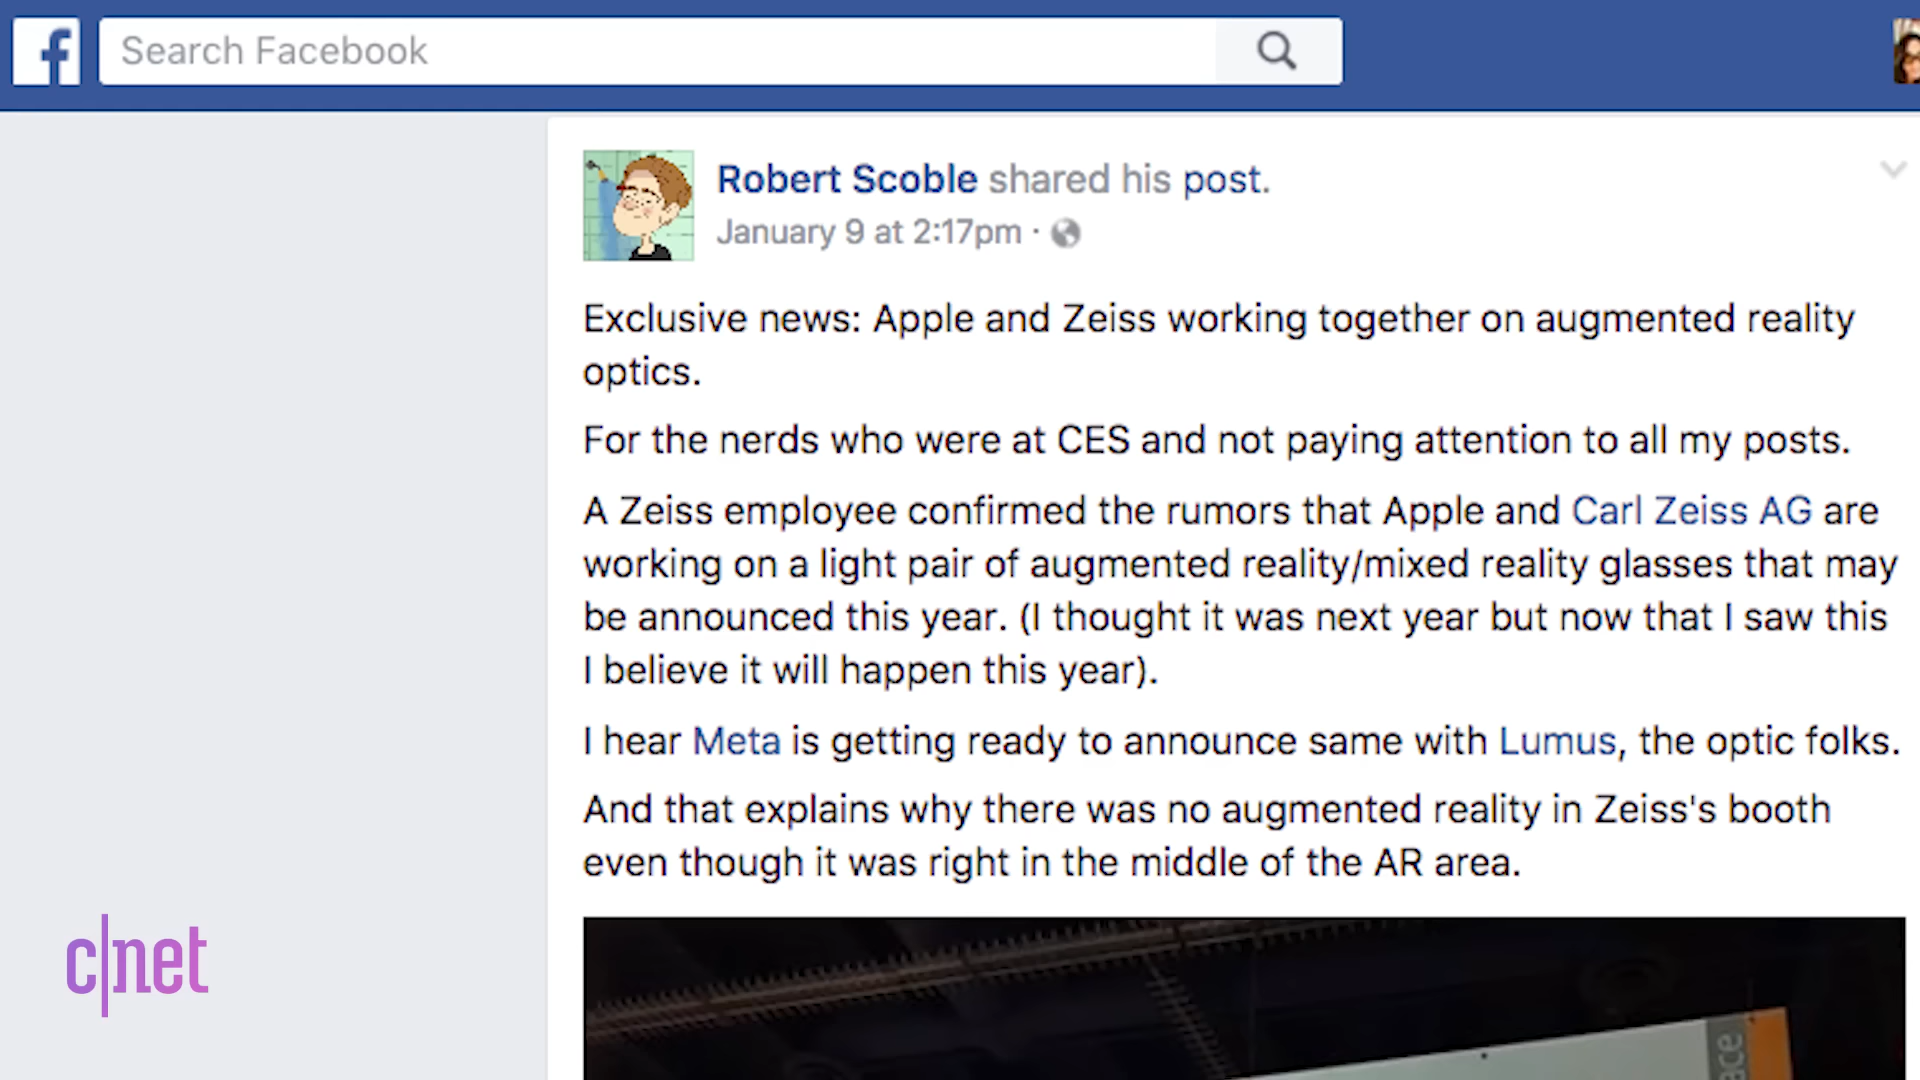 Search Facebook
Robert Scoble shared his post.
January 9 at 2:17pm ·
Exclusive news: Apple and Zeiss working together on augmented reality
optics.
For the nerds who were at CES and not paying attention to all my posts.
A Zeiss employee confirmed the rumors that Apple and Carl Zeiss AG are
working on a light pair of augmented reality/mixed reality glasses that may
be announced this year. (I thought it was next year but now that I saw this
I believe it will happen this year).
I hear Meta is getting ready to announce same with Lumus, the optic folks.
And that explains why there was no augmented reality in Zeiss's booth
even though it was right in the middle of the AR area.
c|net